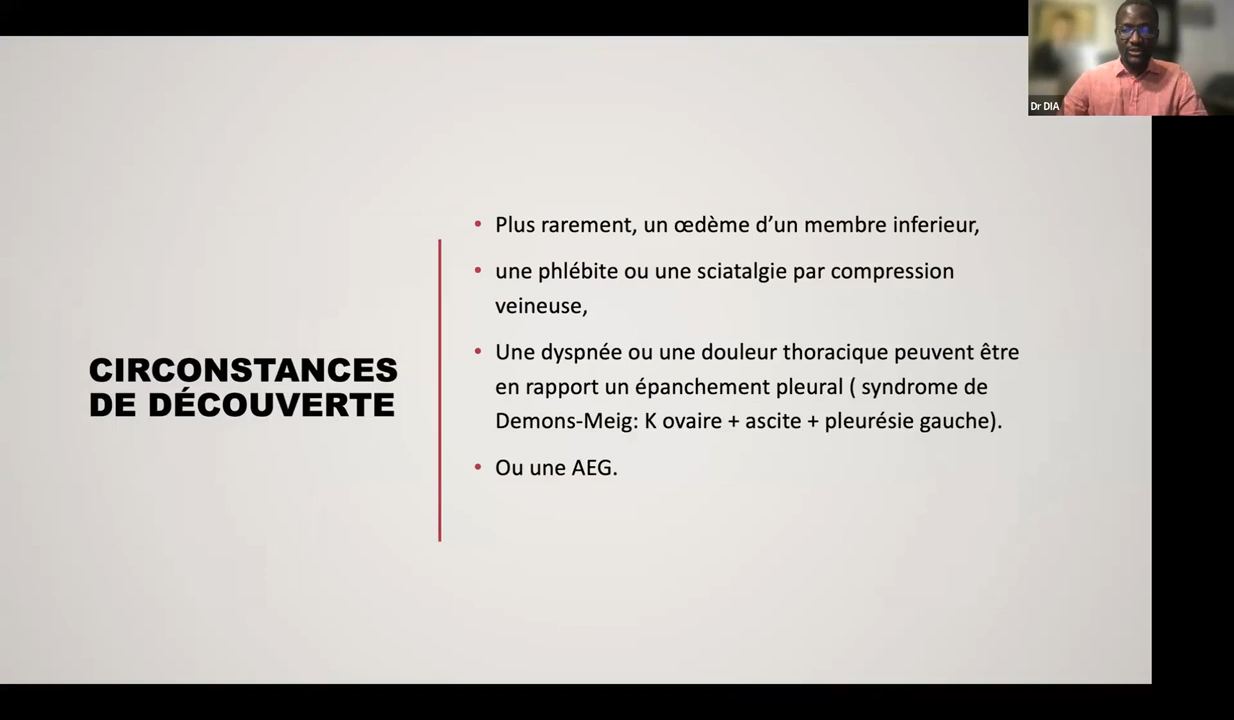 Dr DIA
CIRCONSTANCES
DE DÉCOUVERTE
• Plus rarement, un œdème d’un membre inferieur,
• une phlébite ou une sciatalgie par compression
veineuse,
• Une dyspnée ou une douleur thoracique peuvent être
en rapport un épanchement pleural ( syndrome de
Demons-Meig: K ovaire + ascite + pleurésie gauche).
• Ou une AEG.